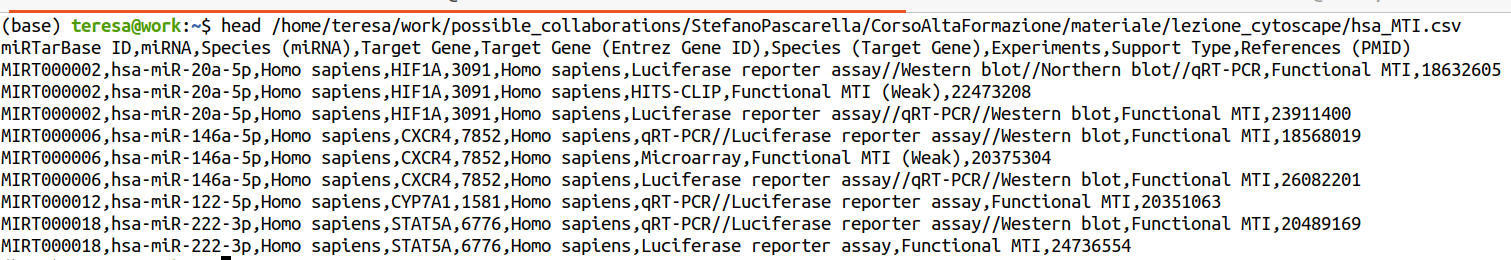 (base) teresa@work:~$ head /home/teresa/work/possible_collaborations/StefanoPascarella/CorsoAltaFormazione/materiale/lezione_cytoscape/hsa_MTI.csv
miRTarBase ID,miRNA,Species (miRNA),Target Gene,Target Gene (Entrez Gene ID),Species (Target Gene),Experiments,Support Type,References (PMID)
MIRT000002,hsa-miR-20a-5p,Homo sapiens,HIF1A,3091,Homo sapiens,Luciferase reporter assay//Western blot//Northern blot//qRT-PCR,Functional MTI,18632605
MIRT000002,hsa-miR-20a-5p,Homo sapiens,HIF1A,3091,Homo sapiens,HITS-CLIP,Functional MTI (Weak),22473208
MIRT000002,hsa-miR-20a-5p,Homo sapiens,HIF1A,3091,Homo sapiens,Luciferase reporter assay//qRT-PCR//Western blot,Functional MTI,23911400
MIRT000006,hsa-miR-146a-5p,Homo sapiens,CXCR4,7852,Homo sapiens,qRT-PCR//Luciferase reporter assay//Western blot,Functional MTI,18568019
MIRT000006,hsa-miR-146a-5p,Homo sapiens,CXCR4,7852,Homo sapiens,Microarray,Functional MTI (Weak),20375304
MIRT000006,hsa-miR-146a-5p,Homo sapiens,CXCR4,7852,Homo sapiens,Luciferase reporter assay//qRT-PCR//Western blot,Functional MTI,26082201
MIRT000012,hsa-miR-122-5p,Homo sapiens,CYP7A1,1581,Homo sapiens,qRT-PCR//Luciferase reporter assay,Functional MTI,20351063
MIRT000018,hsa-miR-222-3p,Homo sapiens,STAT5A,6776,Homo sapiens,qRT-PCR//Luciferase reporter assay//Western blot,Functional MTI,20489169
MIRT000018,hsa-miR-222-3p,Homo sapiens,STAT5A,6776,Homo sapiens,Luciferase reporter assay,Functional MTI,24736554